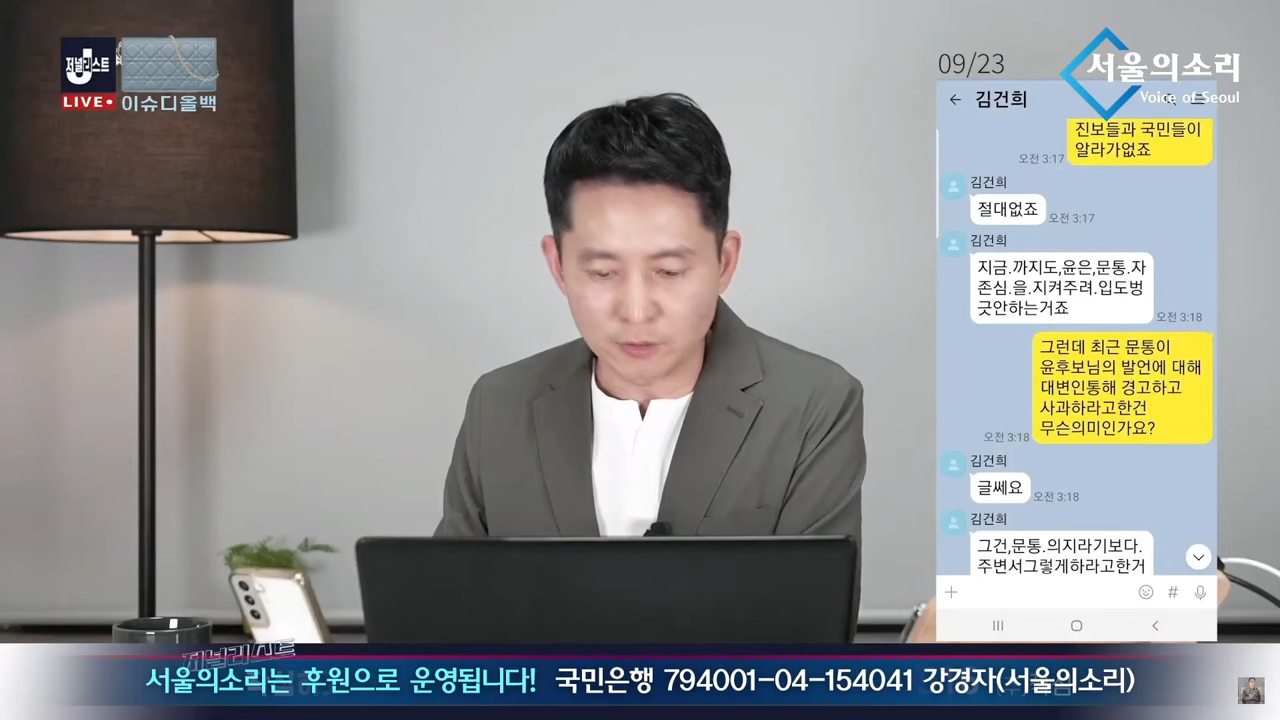 저널리스트
LIVE
이슈디올백
09/23
서울의소리
Voice of Seoul
김건희
진보들과 국민들이
알라가없죠
오전 3:17
김건희
절대없죠
오전 3:17
김건희
지금.까지도,윤은,문통.자
존심.을.지켜주려.입도벙
긋안하는거죠
오전 3:18
그런데 최근 문통이
윤후보님의 발언에 대해
대변인통해 경고하고
사과하라고한건
무슨의미인가요?
오전 3:18
김건희
글쎄요
오전 3:18
김건희
그건,문통.의지라기보다.
주변서그렇게하라고한거
저널리스트
서울의소리는 후원으로 운영됩니다! 국민은행 794001-04-154041 강경자(서울의소리)